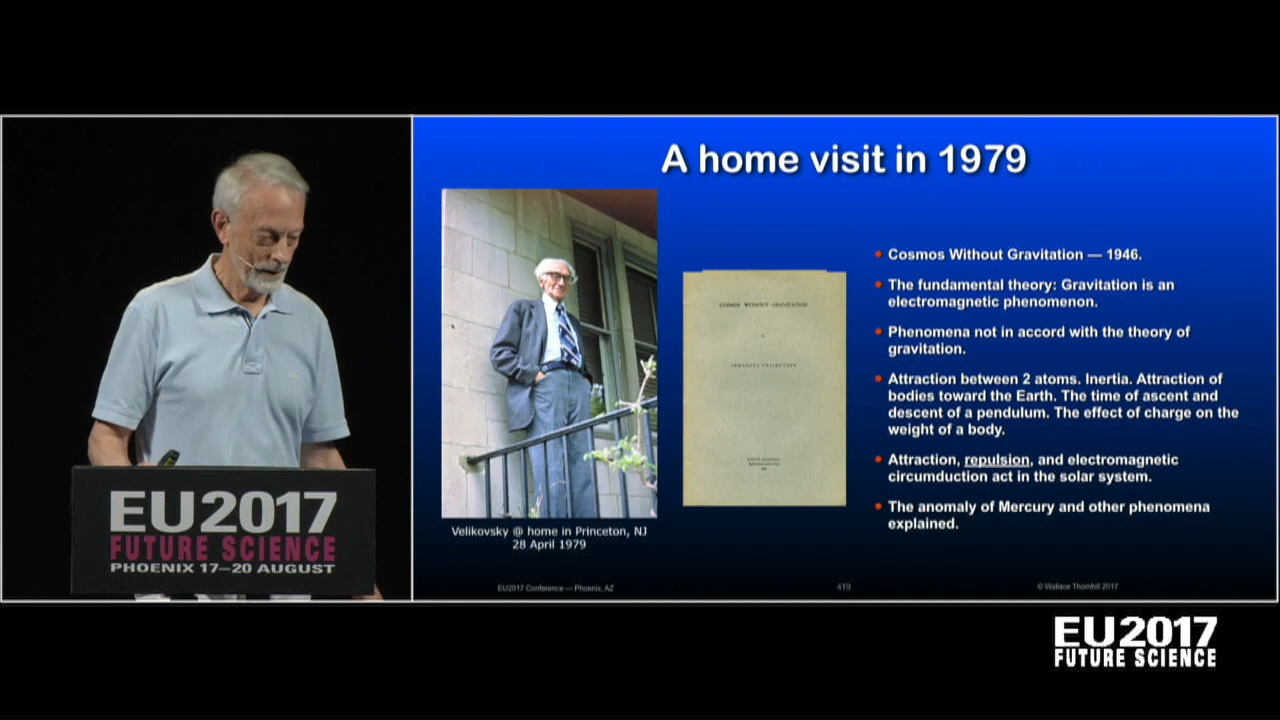 A home visit in 1979
• Cosmos Without Gravitation — 1946.
• The fundamental theory: Gravitation is an
electromagnetic phenomenon.
• Phenomena not in accord with the theory of
gravitation.
• Attraction between 2 atoms. Inertia. Attraction of
bodies toward the Earth. The time of ascent and
descent of a pendulum. The effect of charge on the
weight of a body.
• Attraction, repulsion, and electromagnetic
circumduction act in the solar system.
• The anomaly of Mercury and other phenomena
explained.
COSMOS WITHOUT GRAVITATION
IMMANUEL VELIKOVSKY
Velikovsky @ home in Princeton, NJ
28 April 1979
EU2017 Conference — Phoenix, AZ
419
© Wallace Thornhill 2017
EU2017
FUTURE SCIENCE
PHOENIX 17–20 AUGUST
EU2017
FUTURE SCIENCE